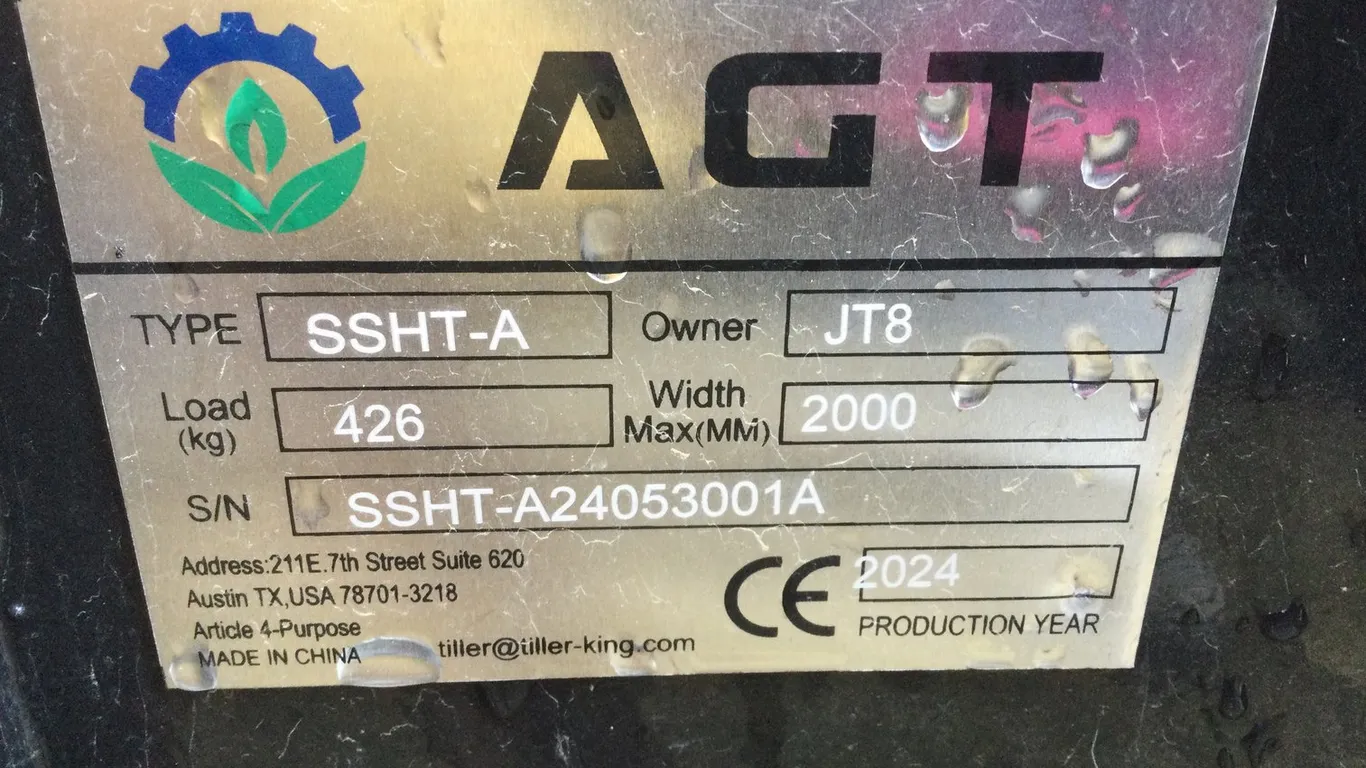 AGT
TYPE SSHT-A Owner JT8
Load (kg) 426 Width Max(MM) 2000
S/N SSHT-A24053001A
Address:211E.7th Street Suite 620
Austin TX,USA 78701-3218
Article 4-Purpose
MADE IN CHINA
tiller@tiller-king.com
CE 2024
PRODUCTION YEAR